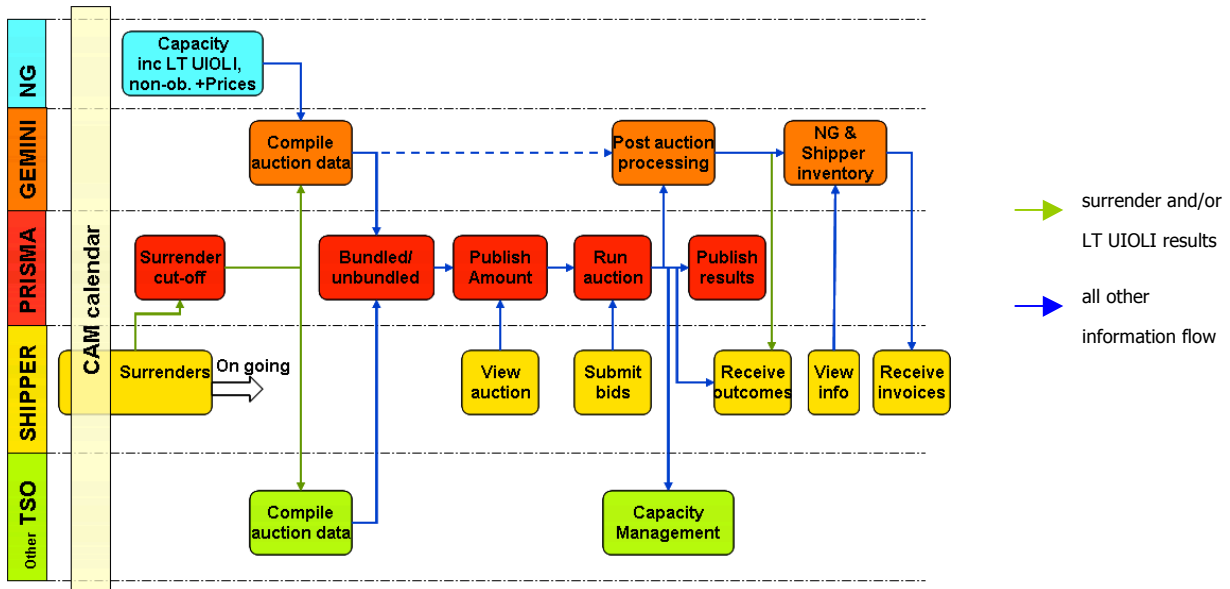 NG
Capacity
inc LT UIOLI,
non-ob. +Prices
GEMINI
Compile
auction data
Post auction
processing
NG &
Shipper
inventory
PRISMA
Surrender
cut-off
Bundled/
unbundled
Publish
Amount
Run
auction
Publish
results
CAM calendar
SHIPPER
Surrenders
On going
View
auction
Submit
bids
Receive
outcomes
View
info
Receive
invoices
Other TSO
Compile
auction data
Capacity
Management
surrender and/or
LT UIOLI results
all other
information flow